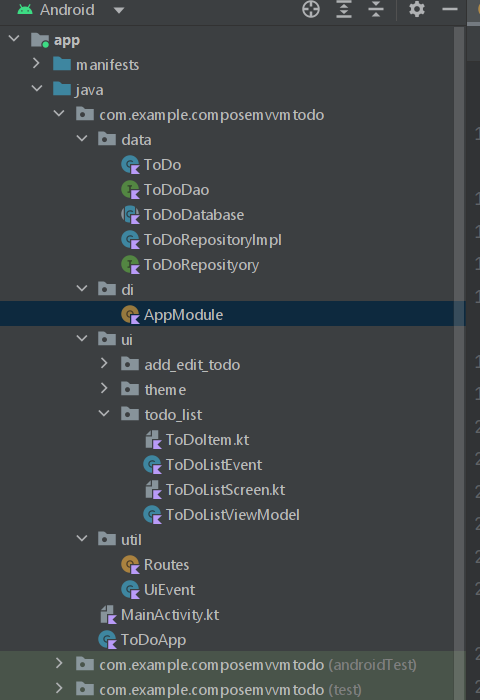 Android
app
manifests
java
com.example.composemvvmtodo
data
ToDo
ToDoDao
ToDoDatabase
ToDoRepositoryImpl
ToDoReposityory
di
AppModule
ui
add_edit_todo
theme
todo_list
ToDoItem.kt
ToDoListEvent
ToDoListScreen.kt
ToDoListViewModel
util
Routes
UiEvent
MainActivity.kt
ToDoApp
com.example.composemvvmtodo (androidTest)
com.example.composemvvmtodo (test)